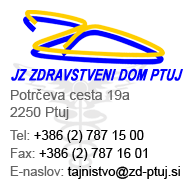 JZ ZDRAVSTVENI DOM PTUJ
Potrčeva cesta 19a
2250 Ptuj
Tel: +386 (2) 787 15 00
Fax: +386 (2) 787 16 01
E-naslov: tajnistvo@zd-ptuj.si